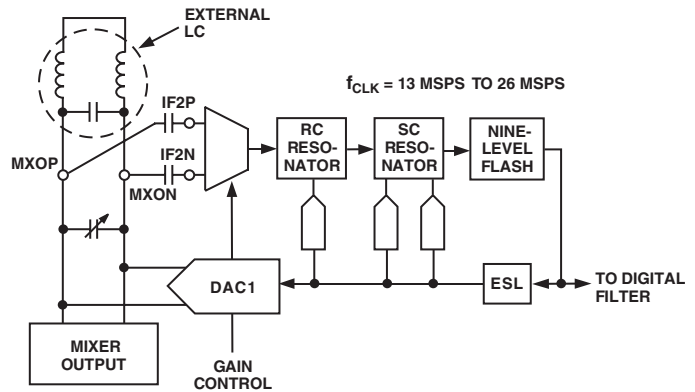 EXTERNAL
LC
fCLK = 13 MSPS TO 26 MSPS
IF2P
MXOP
IF2N
MXON
RC
RESO-
NATOR
SC
RESO-
NATOR
NINE-
LEVEL
FLASH
DAC1
ESL
TO DIGITAL
FILTER
MIXER
OUTPUT
GAIN
CONTROL